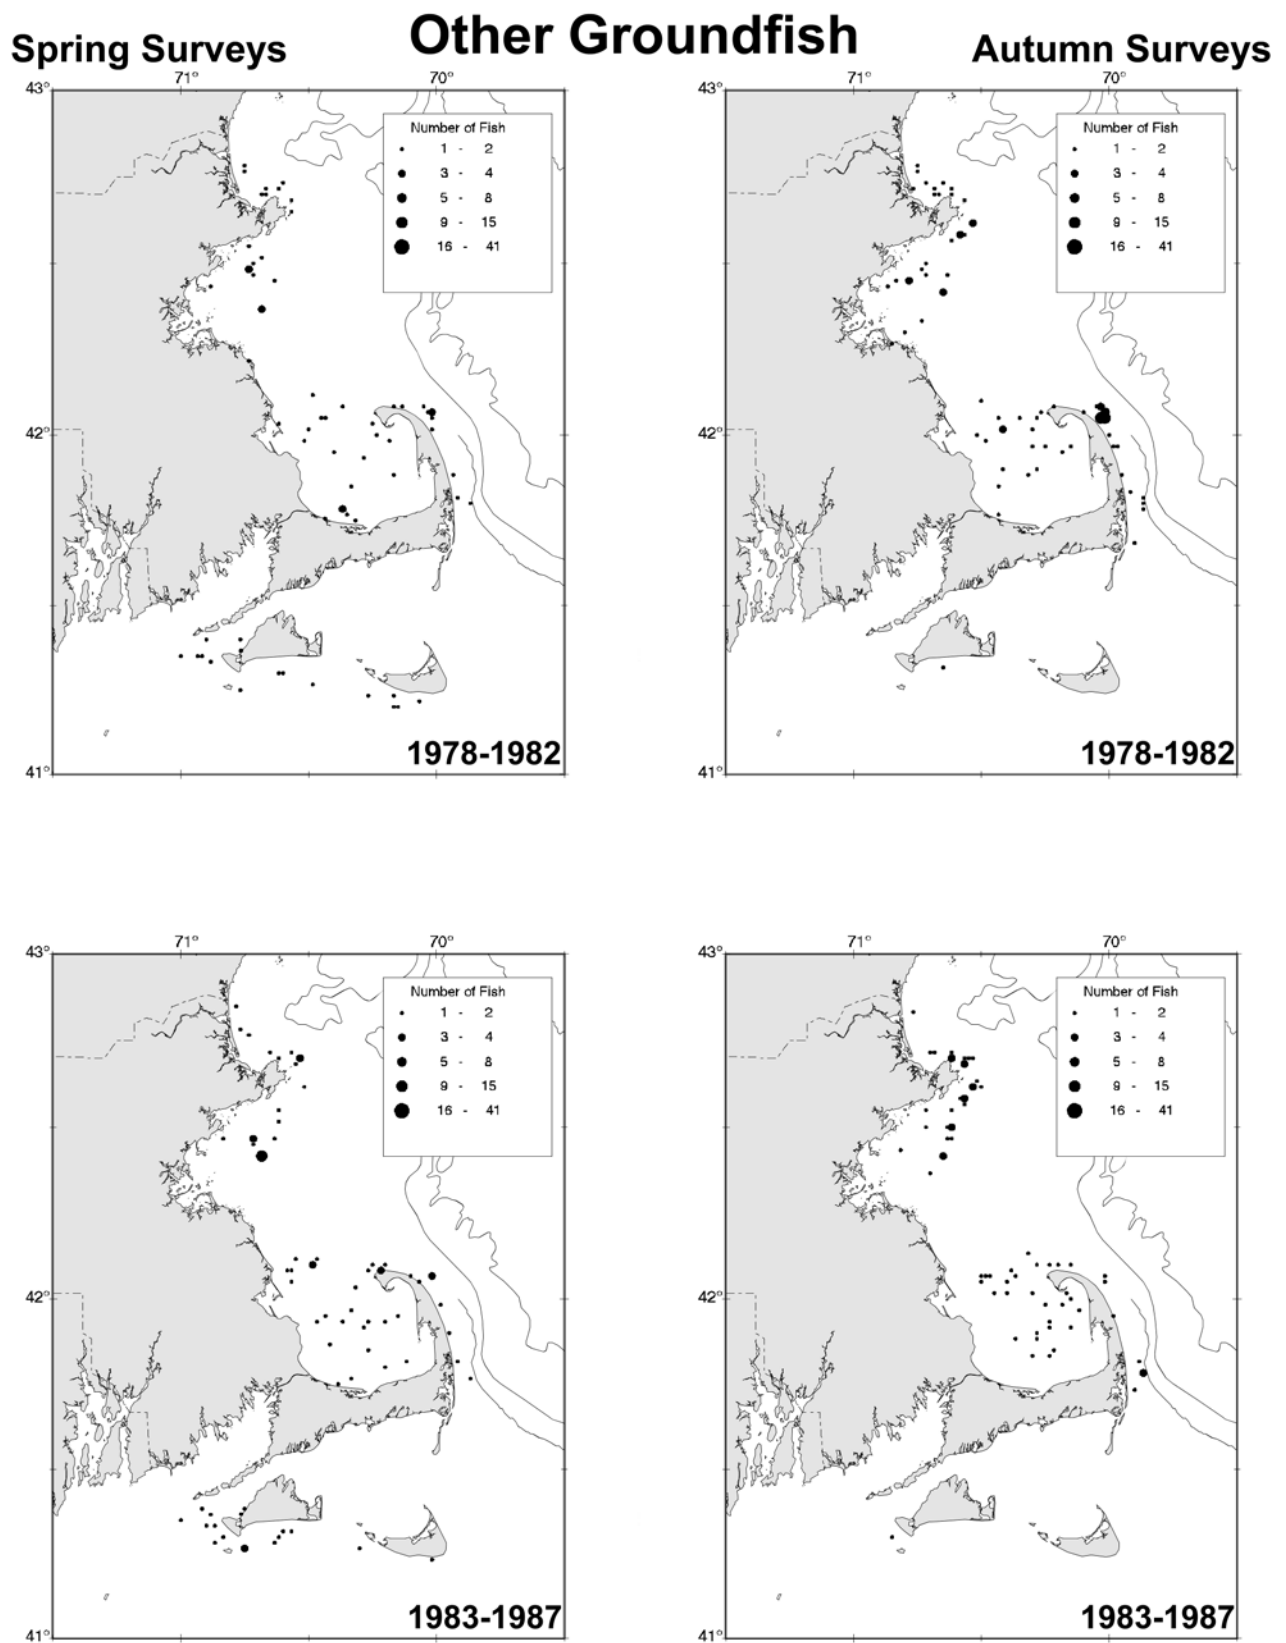 Other Groundfish
Spring Surveys
Autumn Surveys
71° 70°
43°
Number of Fish
1 - 2
3 - 4
5 - 8
9 - 15
16 - 41
42°
1978-1982
41°
71° 70°
43°
Number of Fish
1 - 2
3 - 4
5 - 8
9 - 15
16 - 41
42°
1978-1982
41°
71° 70°
43°
Number of Fish
1 - 2
3 - 4
5 - 8
9 - 15
16 - 41
42°
1983-1987
41°
71° 70°
43°
Number of Fish
1 - 2
3 - 4
5 - 8
9 - 15
16 - 41
42°
1983-1987
41°